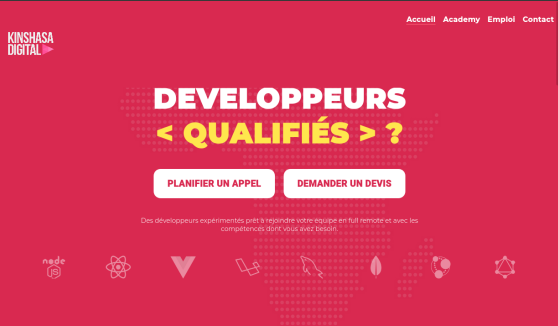 Accueil Academy Emploi Contact
KINSHASA
DIGITAL
DEVELOPPEURS
< QUALIFIÉS > ?
PLANIFIER UN APPEL DEMANDER UN DEVIS
Des développeurs expérimentés prêt à rejoindre votre équipe en full remote et avec les
compétences dont vous avez besoin.
node
JS